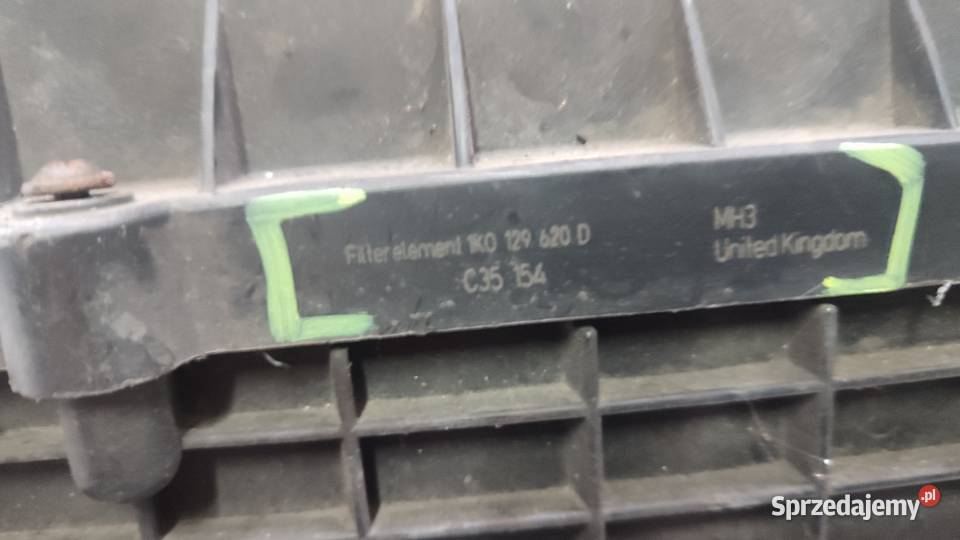 Filterelement 1K0 129 620 D
C35 154
MH3
United Kingdom
Sprzedajemy.pl